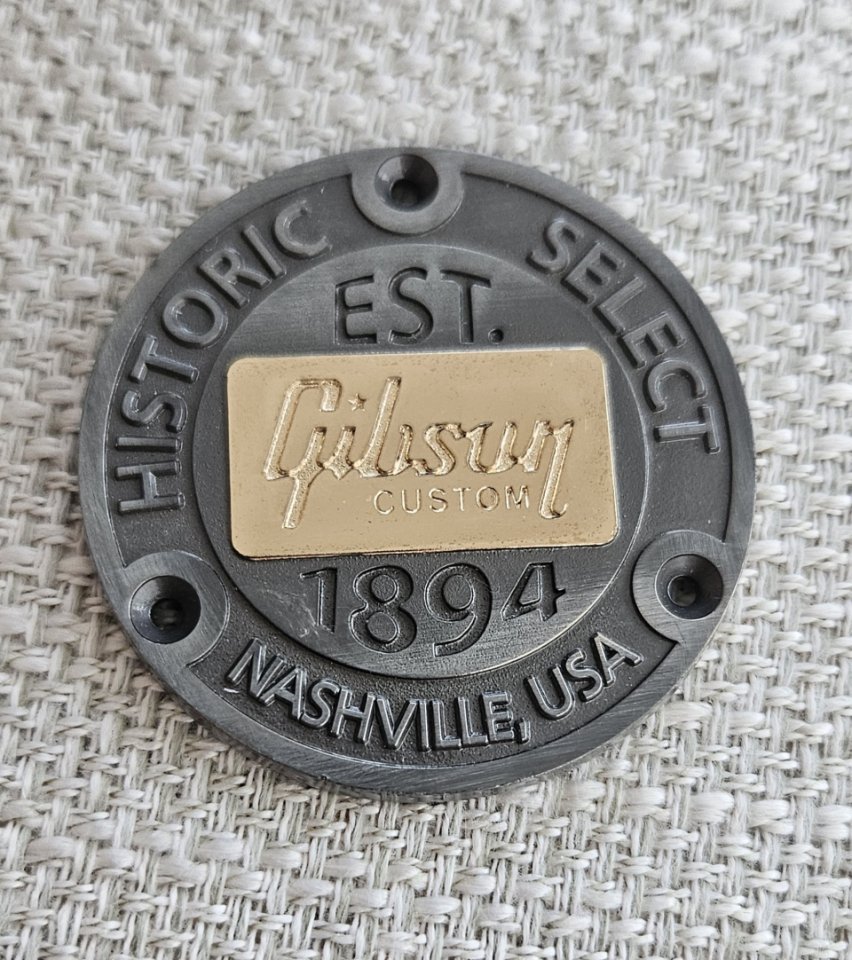 HISTORIC SELECT
EST.
Gibson
CUSTOM
1894
NASHVILLE, USA